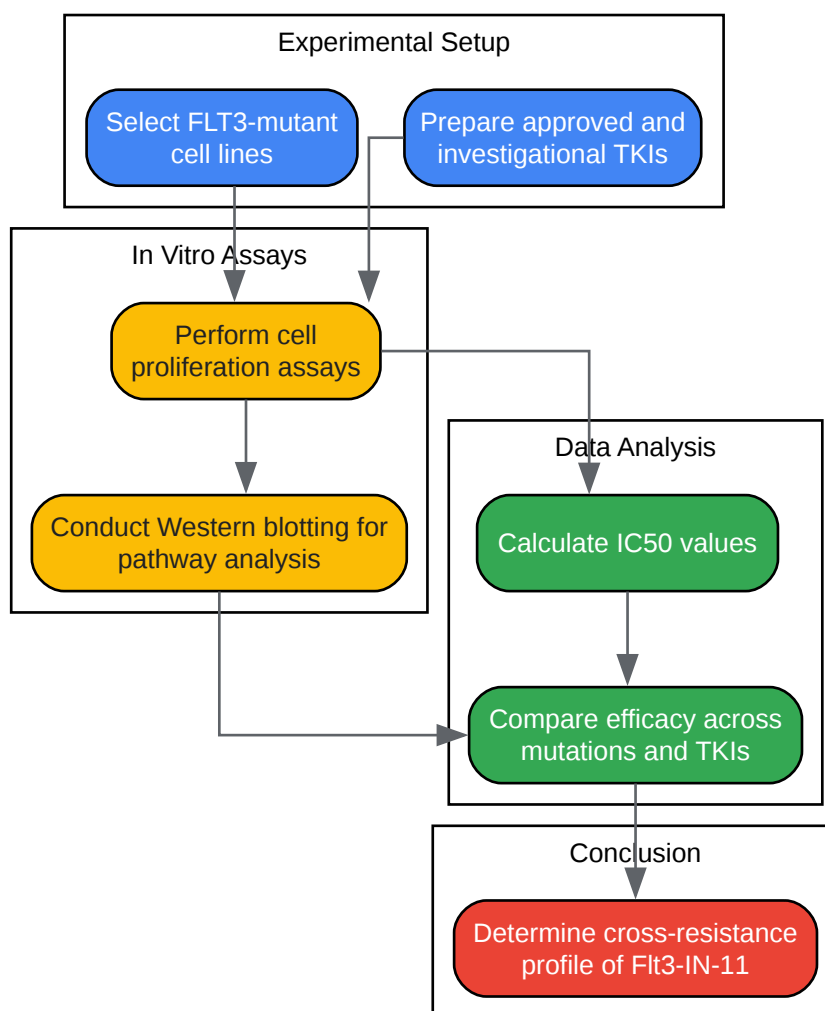 Experimental Setup
Select FLT3-mutant
cell lines
Prepare approved and
investigational TKIs
In Vitro Assays
Perform cell
proliferation assays
Conduct Western blotting for
pathway analysis
Data Analysis
Calculate IC50 values
Compare efficacy across
mutations and TKIs
Conclusion
Determine cross-resistance
profile of Flt3-IN-11